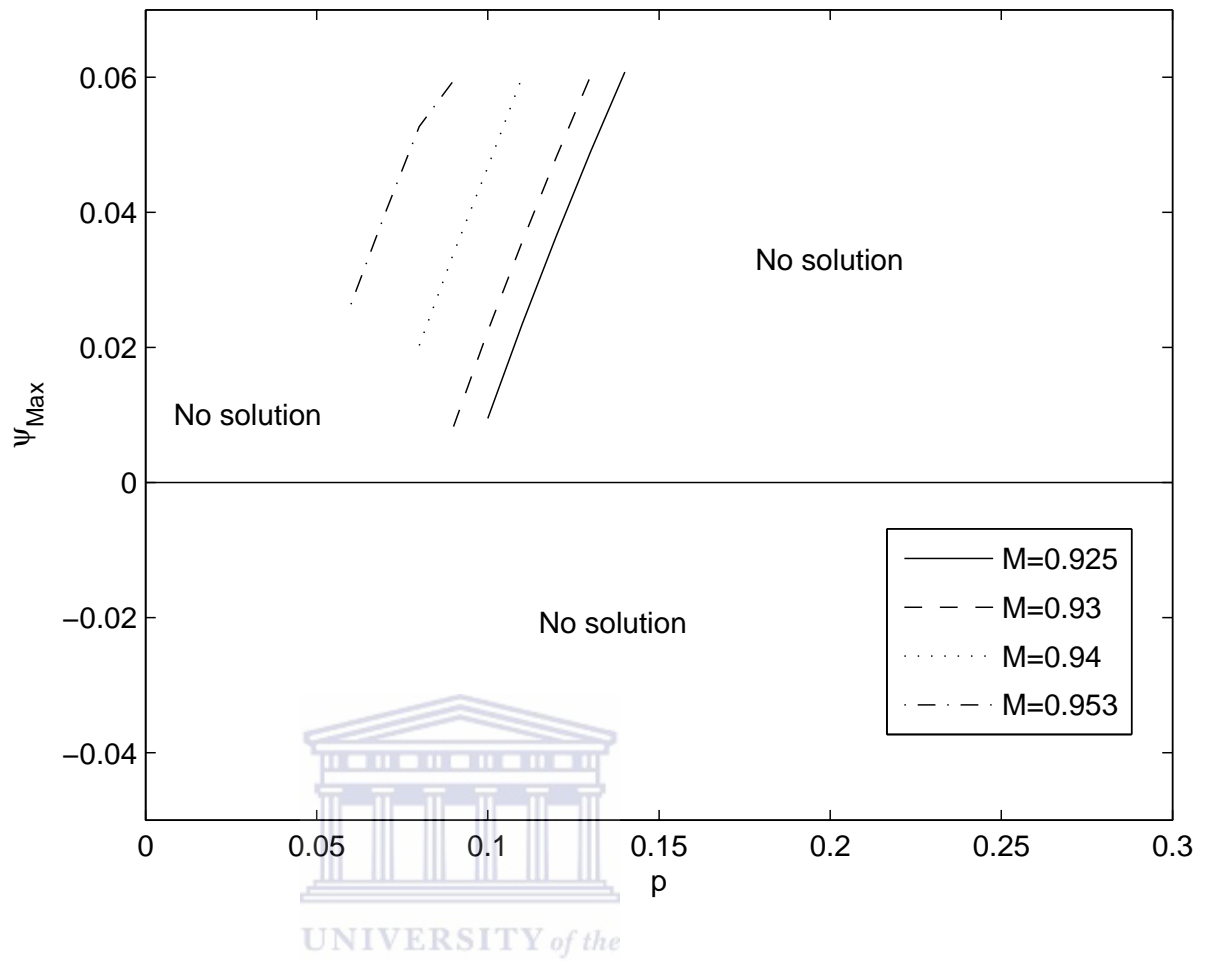 0.06
0.04
0.02
0
−0.02
−0.04
ψMax
No solution
No solution
No solution
M=0.925
M=0.93
M=0.94
M=0.953
0
0.05
0.1
0.15
0.2
0.25
0.3
p
UNIVERSITY of the